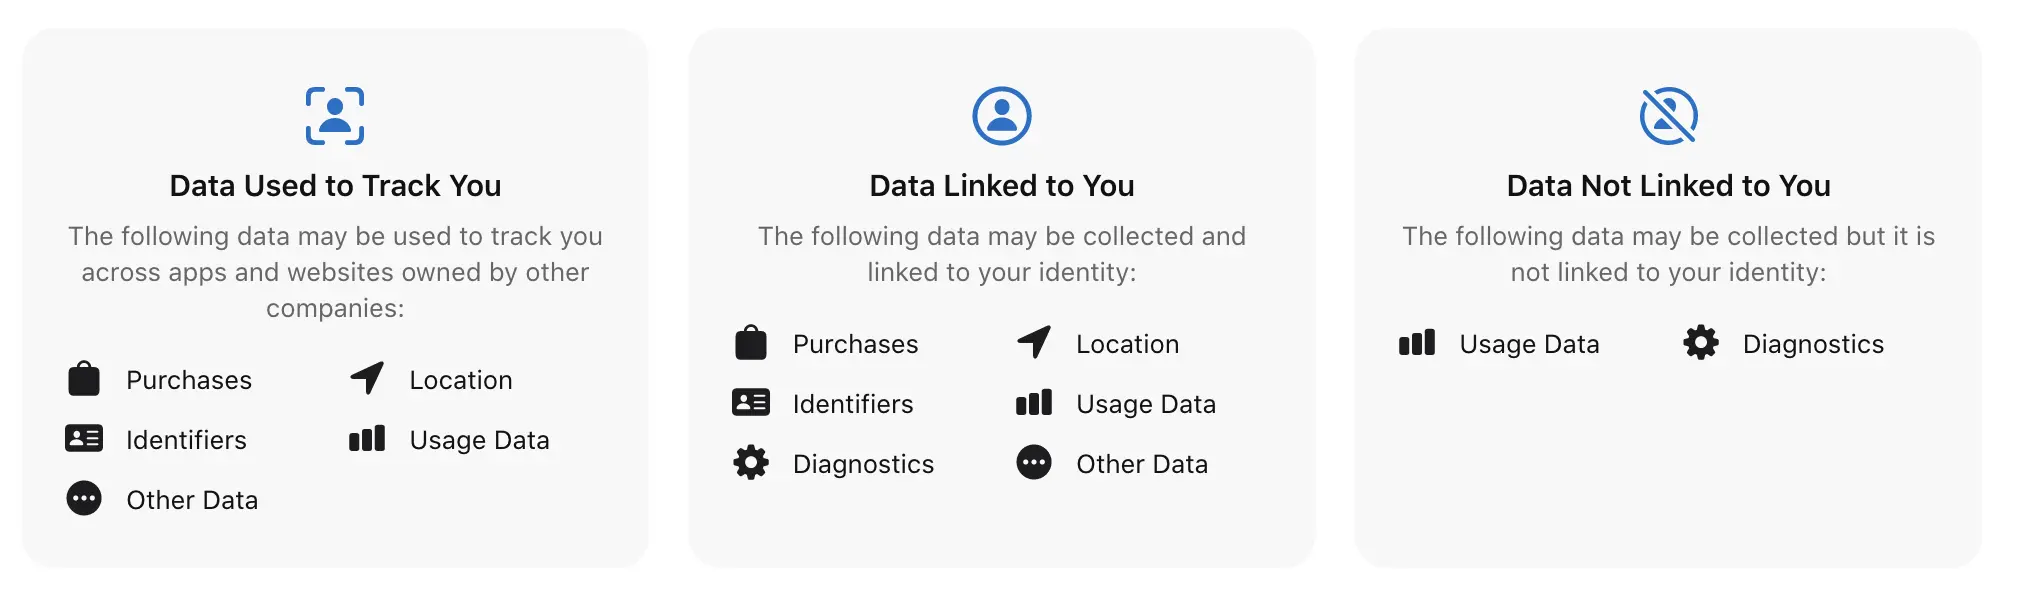 Data Used to Track You
The following data may be used to track you
across apps and websites owned by other
companies:
Purchases
Location
Identifiers
Usage Data
Other Data
Data Linked to You
The following data may be collected and
linked to your identity:
Purchases
Location
Identifiers
Usage Data
Diagnostics
Other Data
Data Not Linked to You
The following data may be collected but it is
not linked to your identity:
Usage Data
Diagnostics